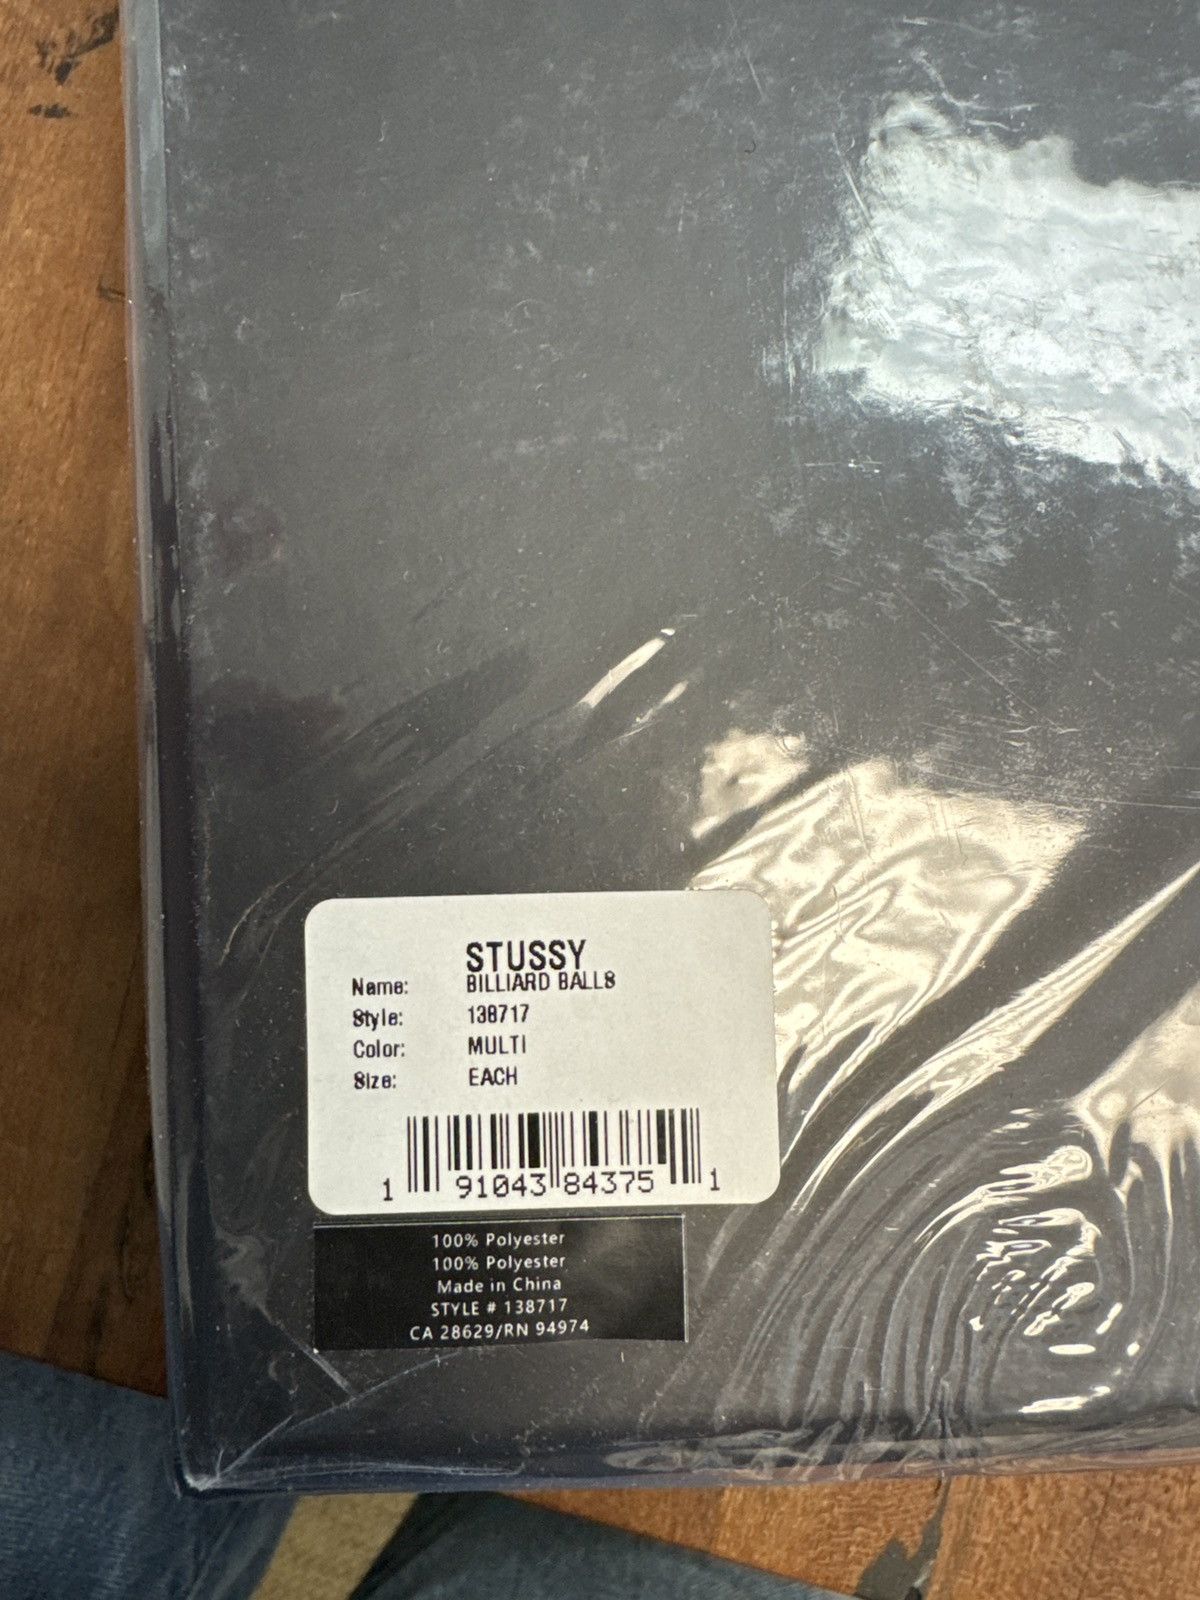 STUSSY
Name: BILLIARD BALLS
Style: 138717
Color: MULTI
Size: EACH
1 91043 84375 1
100% Polyester
100% Polyester
Made in China
STYLE # 138717
CA 28629/RN 94974